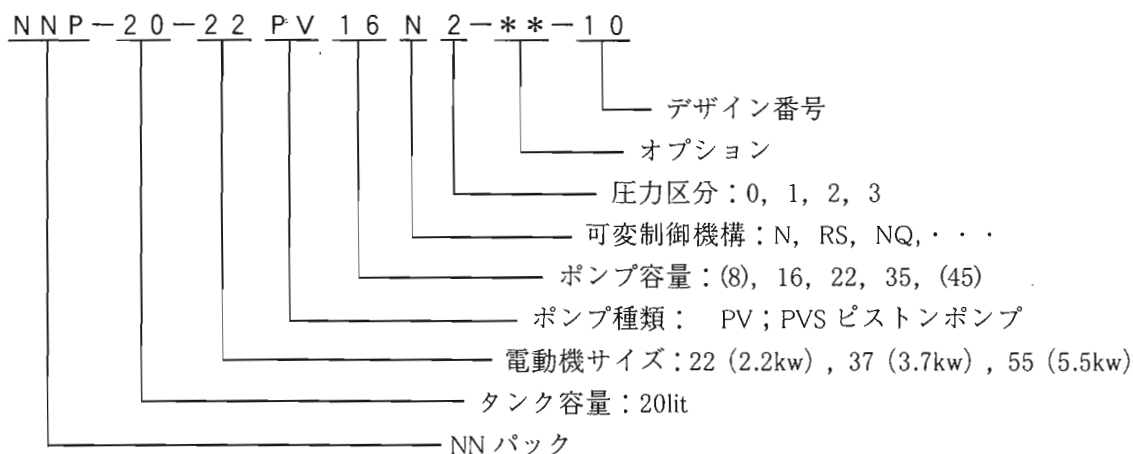 NNP-20-22 PV 16 N 2-**-10
デザイン番号
オプション
圧力区分：0, 1, 2, 3
可変制御機構：N, RS, NQ,・・・
ポンプ容量：(8), 16, 22, 35, (45)
ポンプ種類： PV；PVS ピストンポンプ
電動機サイズ：22 (2.2kw) , 37 (3.7kw) , 55 (5.5kw)
タンク容量：20lit
NN パック